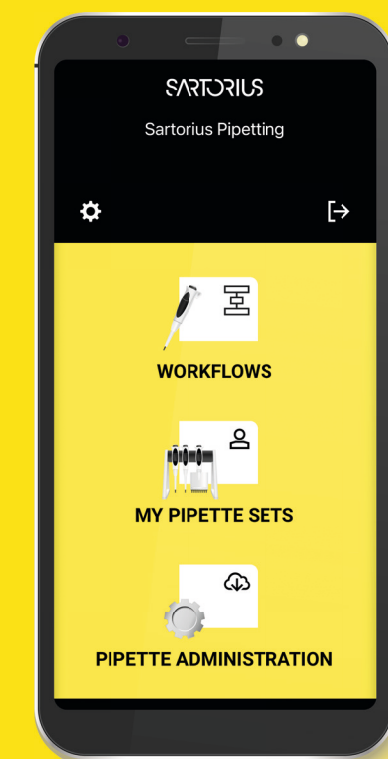 SARTORIUS
Sartorius Pipetting
WORKFLOWS
MY PIPETTE SETS
PIPETTE ADMINISTRATION